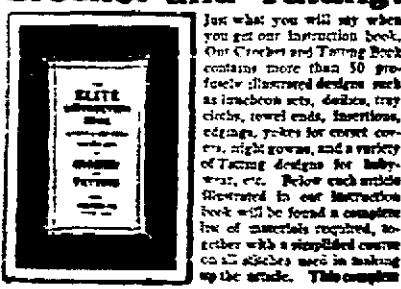 Crochet and Tatting
Just what you will say when
you get our instruction book.
Our Crochet and Tatting Book
contains more than 50 pro-
fusely illustrated designs such
as luncheon sets, doilies, tray
cloths, towel ends, insertions,
edgings, yokes for corset cov-
ers, night gowns, and a variety
of Tatting designs for baby-
wear, etc. Below each article
illustrated in our instruction
book will be found a complete
list of materials required, to-
gether with a simplified course
on all stitches used in making
up the article. This complete
ELITE